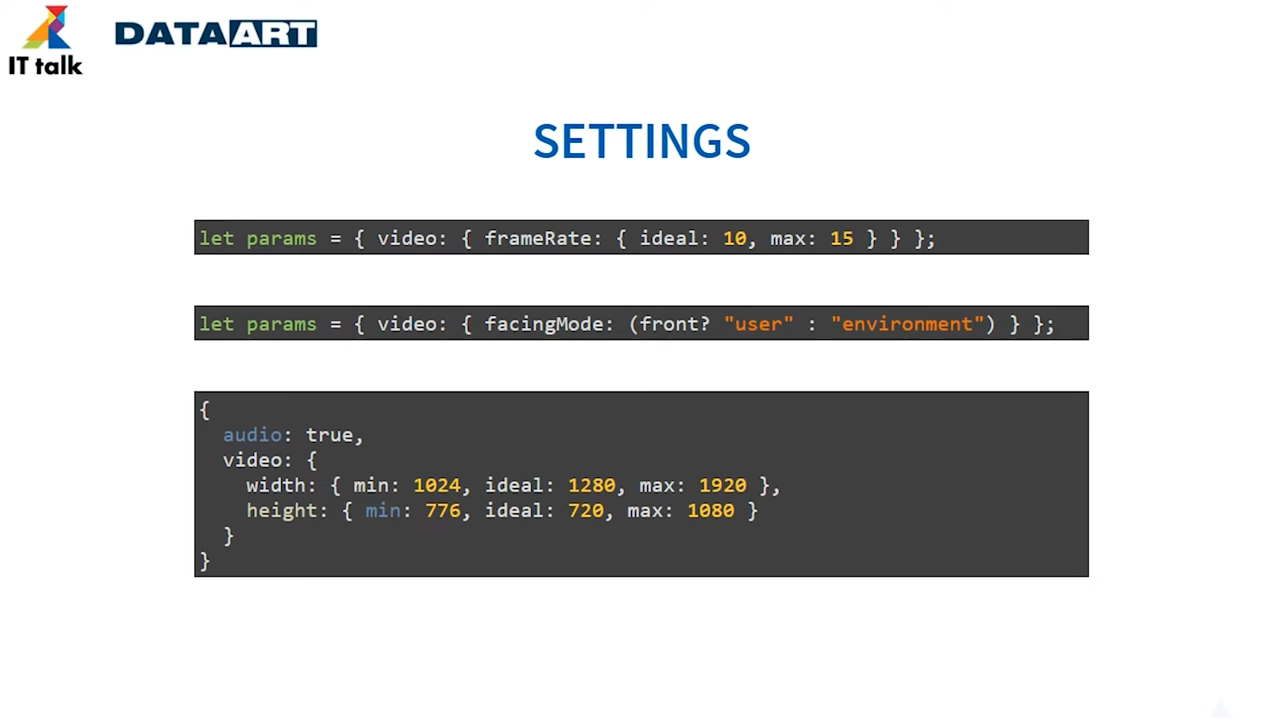 IT talk
DATAART
SETTINGS
let params = { video: { frameRate: { ideal: 10, max: 15 } } };
let params = { video: { facingMode: (front? "user" : "environment") } };
{
  audio: true,
  video: {
    width: { min: 1024, ideal: 1280, max: 1920 },
    height: { min: 776, ideal: 720, max: 1080 }
  }
}